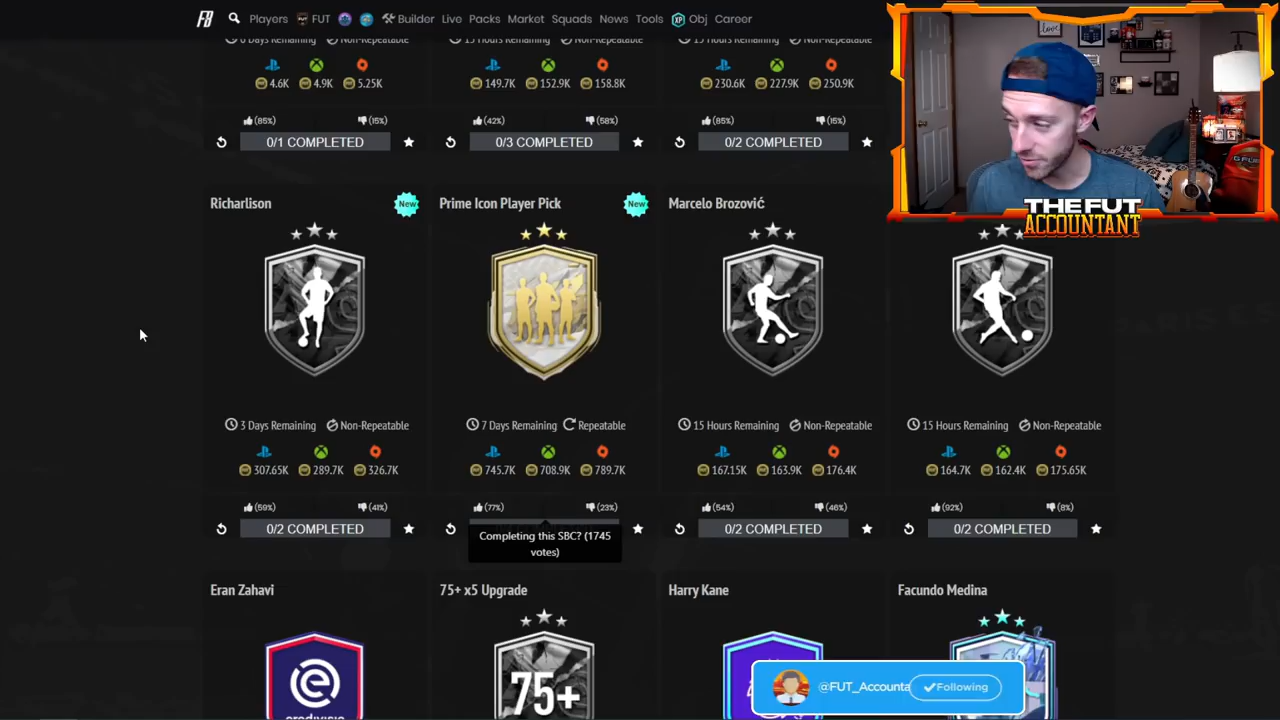 FB Players FUT Builder Live Packs Market Squads News Tools XP Obj Career
6 Days Remaining Non-Repeatable
15 Hours Remaining Non-Repeatable
15 Hours Remaining Non-Repeatable
4.6K 4.9K 5.25K
149.7K 152.9K 158.8K
230.6K 227.9K 250.9K
(85%) (15%)
(42%) (58%)
(85%) (15%)
0/1 COMPLETED
0/3 COMPLETED
0/2 COMPLETED
THE FUT
ACCOUNTANT
Richarlison New
Prime Icon Player Pick New
Marcelo Brozović
3 Days Remaining Non-Repeatable
7 Days Remaining Repeatable
15 Hours Remaining Non-Repeatable
15 Hours Remaining Non-Repeatable
307.65K 289.7K 326.7K
745.7K 708.9K 789.7K
167.15K 163.9K 176.4K
164.7K 162.4K 175.65K
(59%) (41%)
(77%) (23%)
(54%) (46%)
(92%) (8%)
0/2 COMPLETED
Completing this SBC? (1745
votes)
0/2 COMPLETED
0/2 COMPLETED
Eran Zahavi
75+ x5 Upgrade
Harry Kane
Facundo Medina
75+
@FUT_Accounta
Following